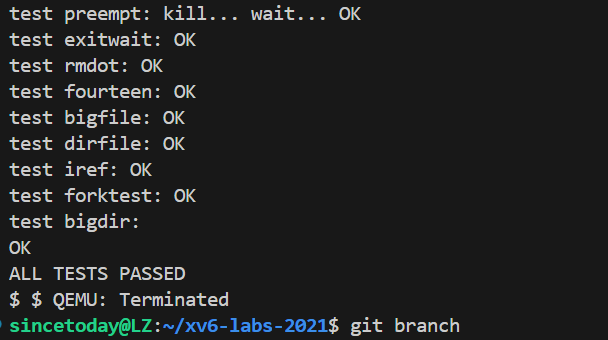 test preempt: kill... wait... OK
test exitwait: OK
test rmdot: OK
test fourteen: OK
test bigfile: OK
test dirfile: OK
test iref: OK
test forktest: OK
test bigdir:
OK
ALL TESTS PASSED
$ $ QEMU: Terminated
sincetoday@LZ:~/xv6-labs-2021$ git branch